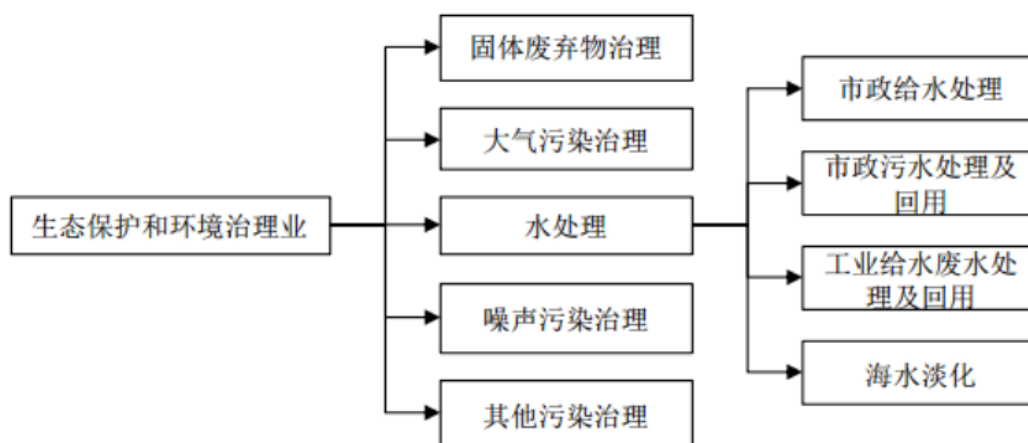 生态保护和环境治理业
固体废弃物治理
大气污染治理
水处理
噪声污染治理
其他污染治理
市政给水处理
市政污水处理及
回用
工业给水废水处
理及回用
海水淡化